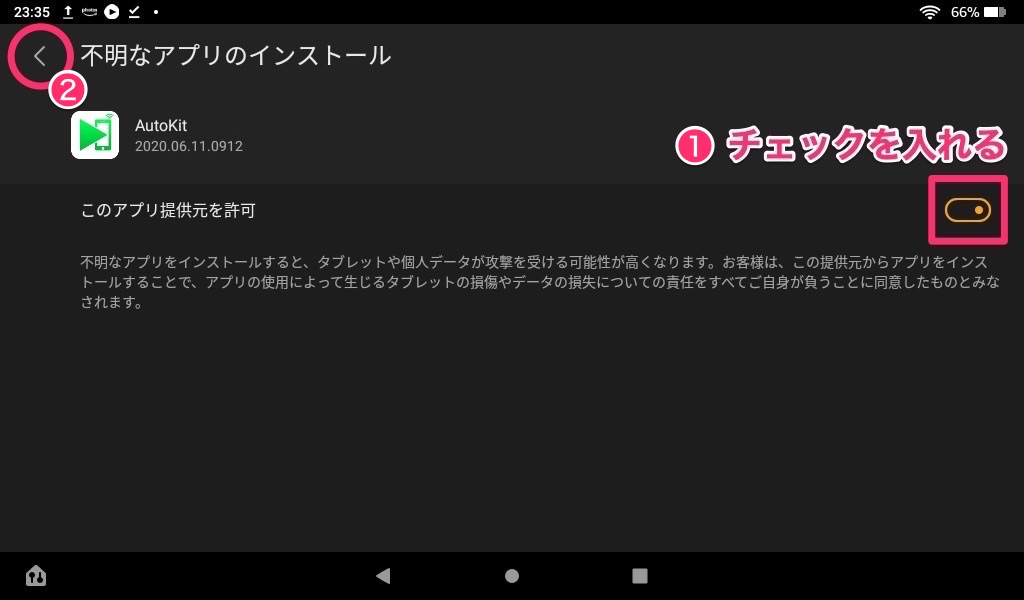 23:35 photos 66%
不明なアプリのインストール
2
AutoKit
2020.06.11.0912
1 チェックを入れる
このアプリ提供元を許可
不明なアプリをインストールすると、タブレットや個人データが攻撃を受ける可能性が高くなります。お客様は、この提供元からアプリをインス
トールすることで、アプリの使用によって生じるタブレットの損傷やデータの損失についての責任をすべてご自身が負うことに同意したものとみな
されます。